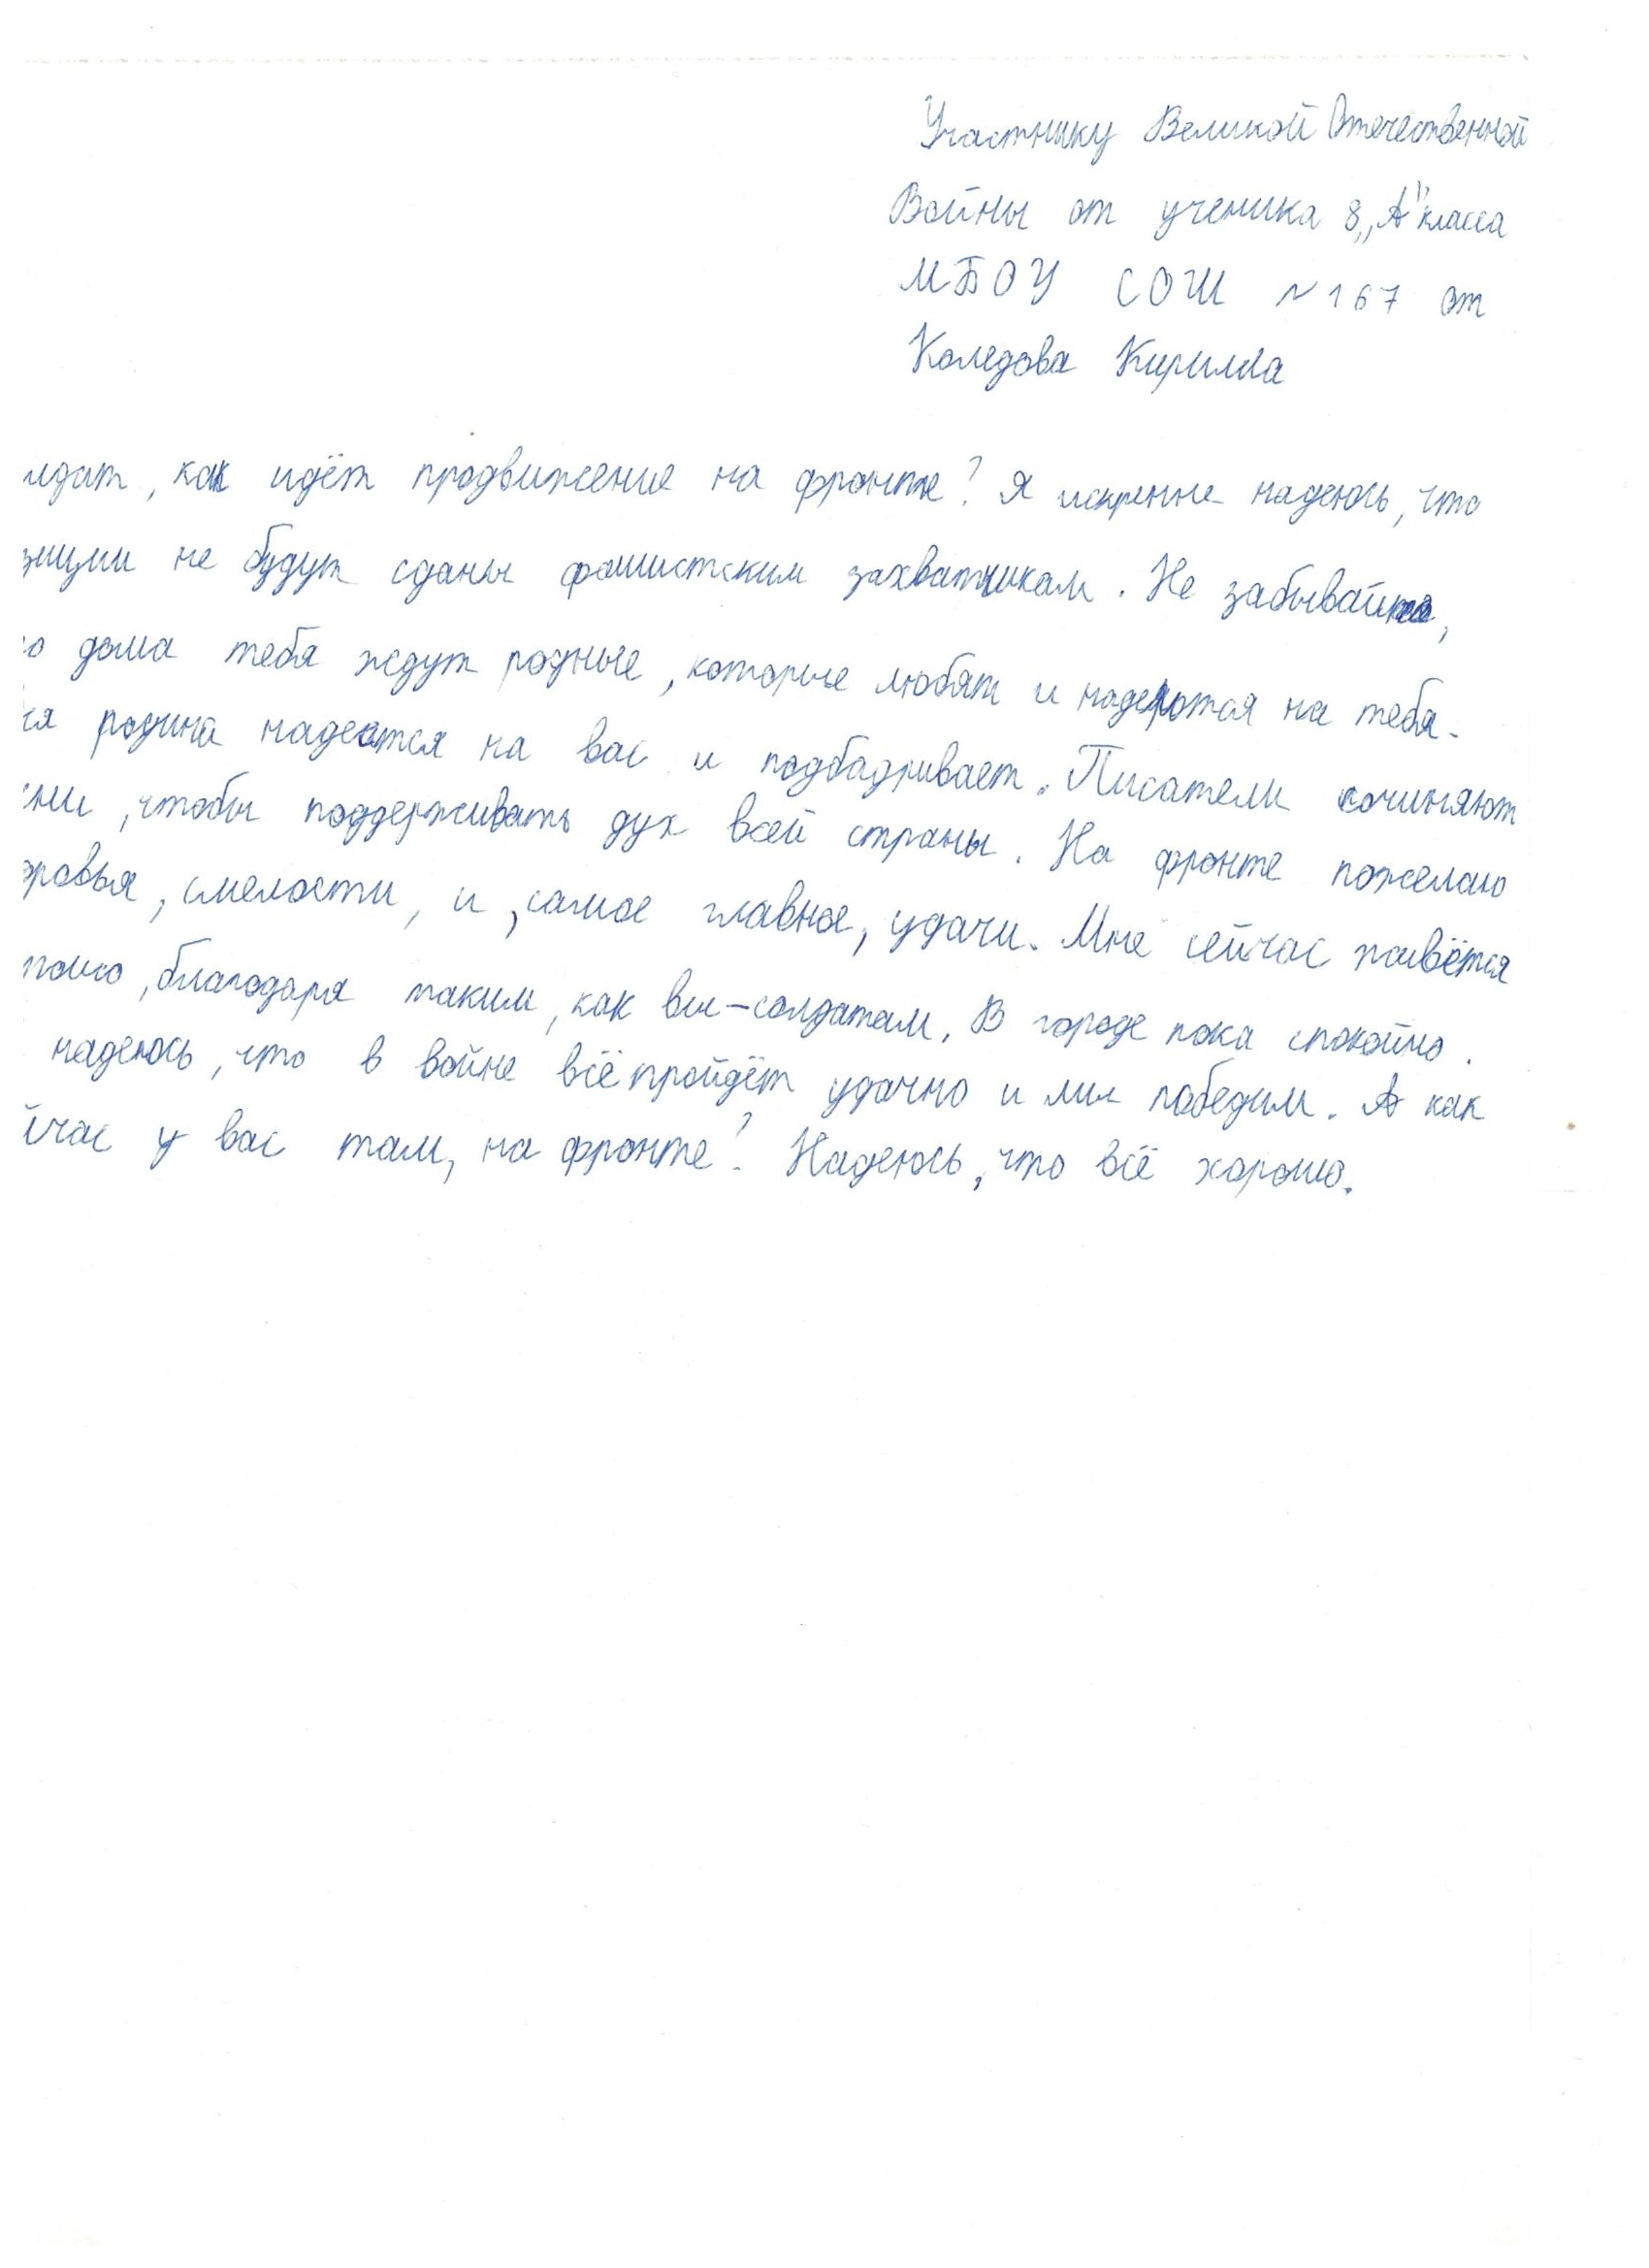 Участнику Великой Отечественной
Войны от ученика 8 „А" класса
МБОУ СОШ №167 от
Коледова Кирилла
лдат, как идёт продвижение на фронте? Я искренне надеюсь, что
зиции не будут сданы фашистским захватчикам. Не забывайте,
о дома тебя ждут родные, которые любят и надеются на тебя.
ся родина надеется на вас и подбадривает. Писатели сочиняют
сни, чтобы поддерживать дух всей страны. На фронте пожелаю
оровья, смелости, и, самое главное, удачи. Мне сейчас живётся
рошо, благодаря таким, как вы – солдатам. В городе пока спокойно.
надеюсь, что в войне всё пройдёт удачно и мы победим. А как
йчас у вас там, на фронте? Надеюсь, что всё хорошо.